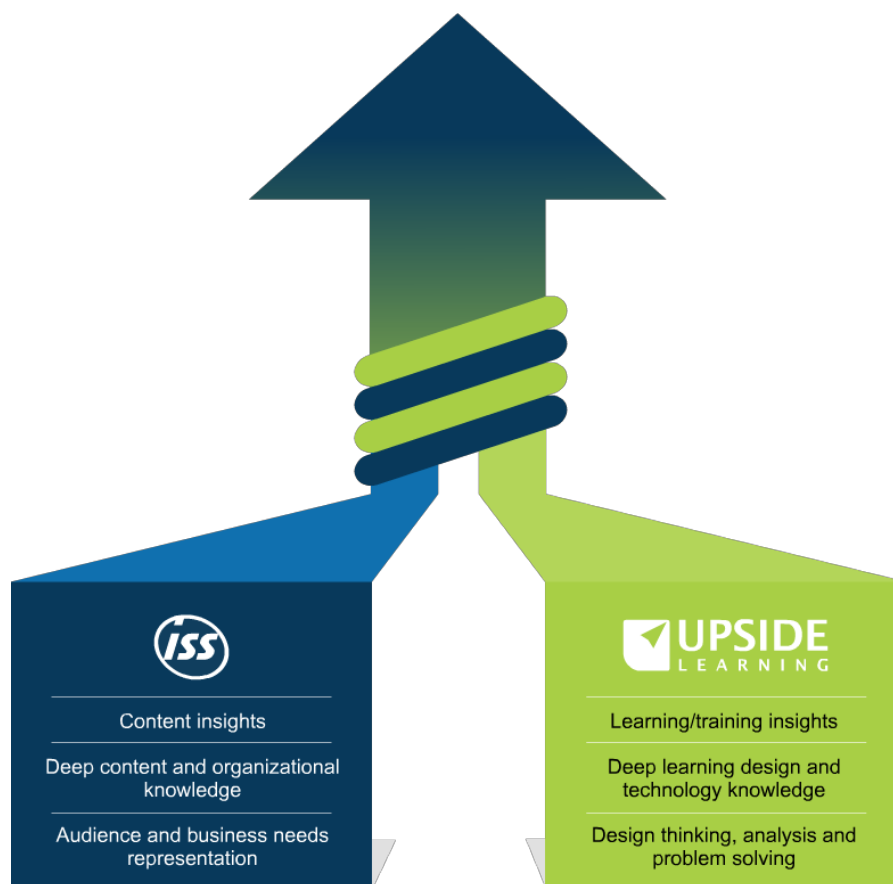 iss
Content insights
Deep content and organizational
knowledge
Audience and business needs
representation
UPSIDE
LEARNING
Learning/training insights
Deep learning design and
technology knowledge
Design thinking, analysis and
problem solving